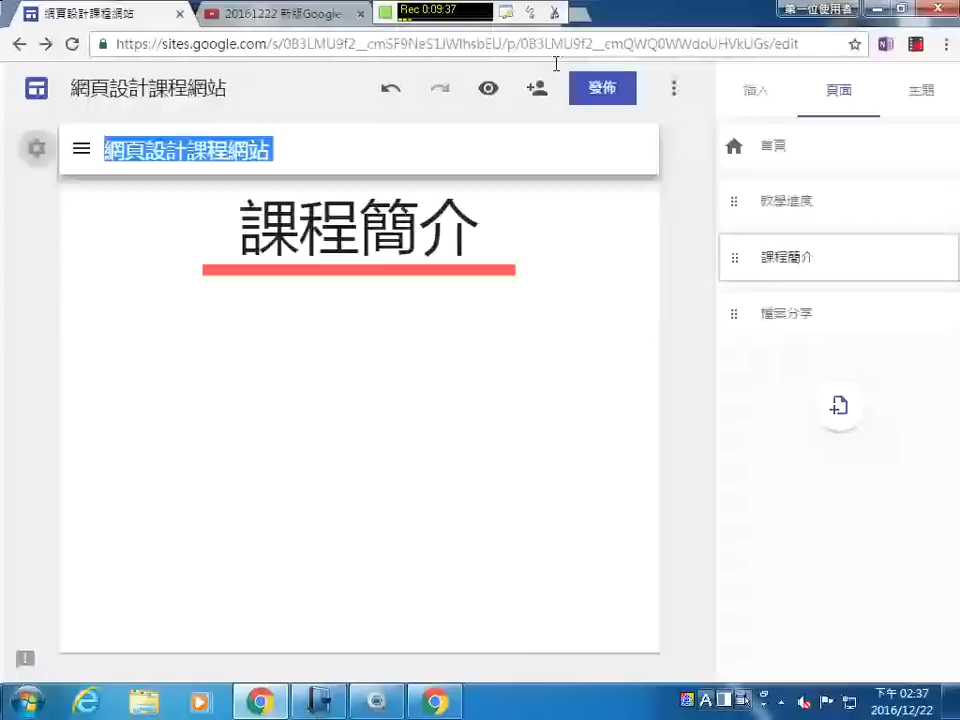 網頁設計課程網站
20161222 新版Google
Rec 0:09:37
第一位使用者
https://sites.google.com/s/0B3LMU9f2__cmSF9NeS1JWlhsbEU/p/0B3LMU9f2__cmQWQ0WWdoUHVkUGs/edit
網頁設計課程網站
發佈
插入
頁面
主題
網頁設計課程網站
首頁
課程簡介
教學進度
課程簡介
檔案分享
A
下午 02:37
2016/12/22